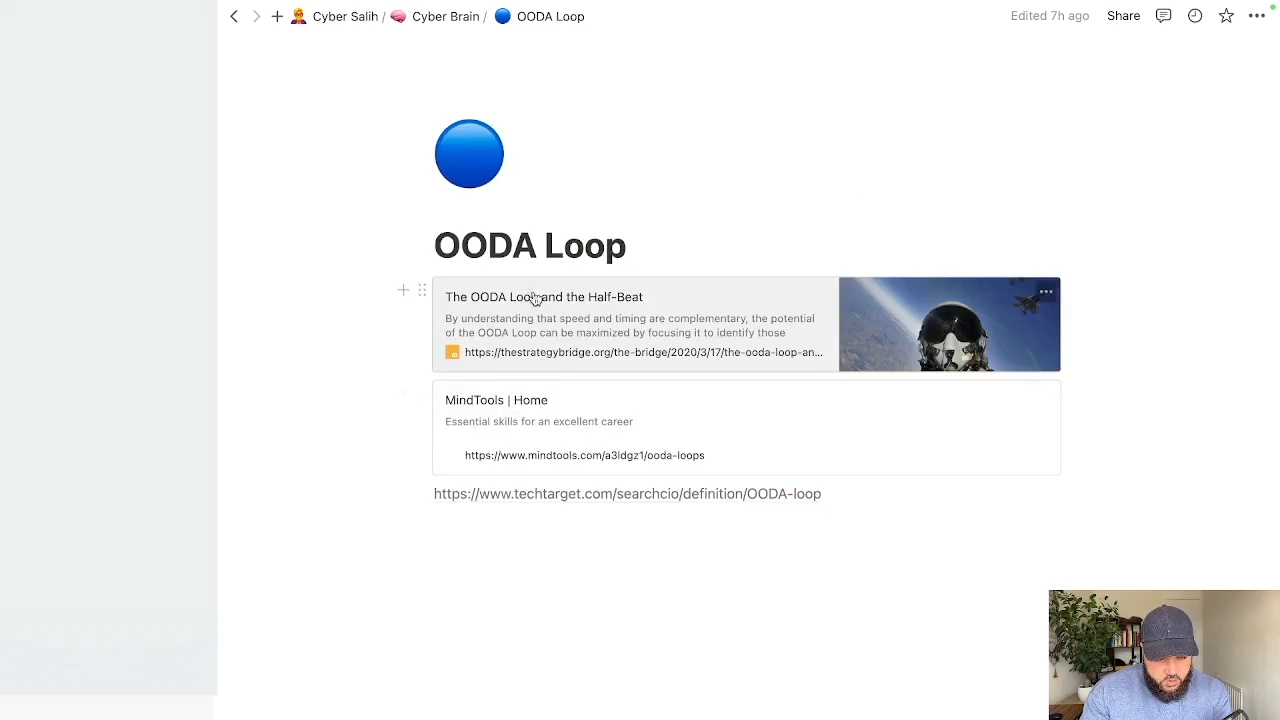 Cyber Salih / Cyber Brain / OODA Loop
Edited 7h ago Share
OODA Loop
The OODA Loop and the Half-Beat
By understanding that speed and timing are complementary, the potential
of the OODA Loop can be maximized by focusing it to identify those
https://thestrategybridge.org/the-bridge/2020/3/17/the-ooda-loop-an...
MindTools | Home
Essential skills for an excellent career
https://www.mindtools.com/a3ldgz1/ooda-loops
https://www.techtarget.com/searchcio/definition/OODA-loop